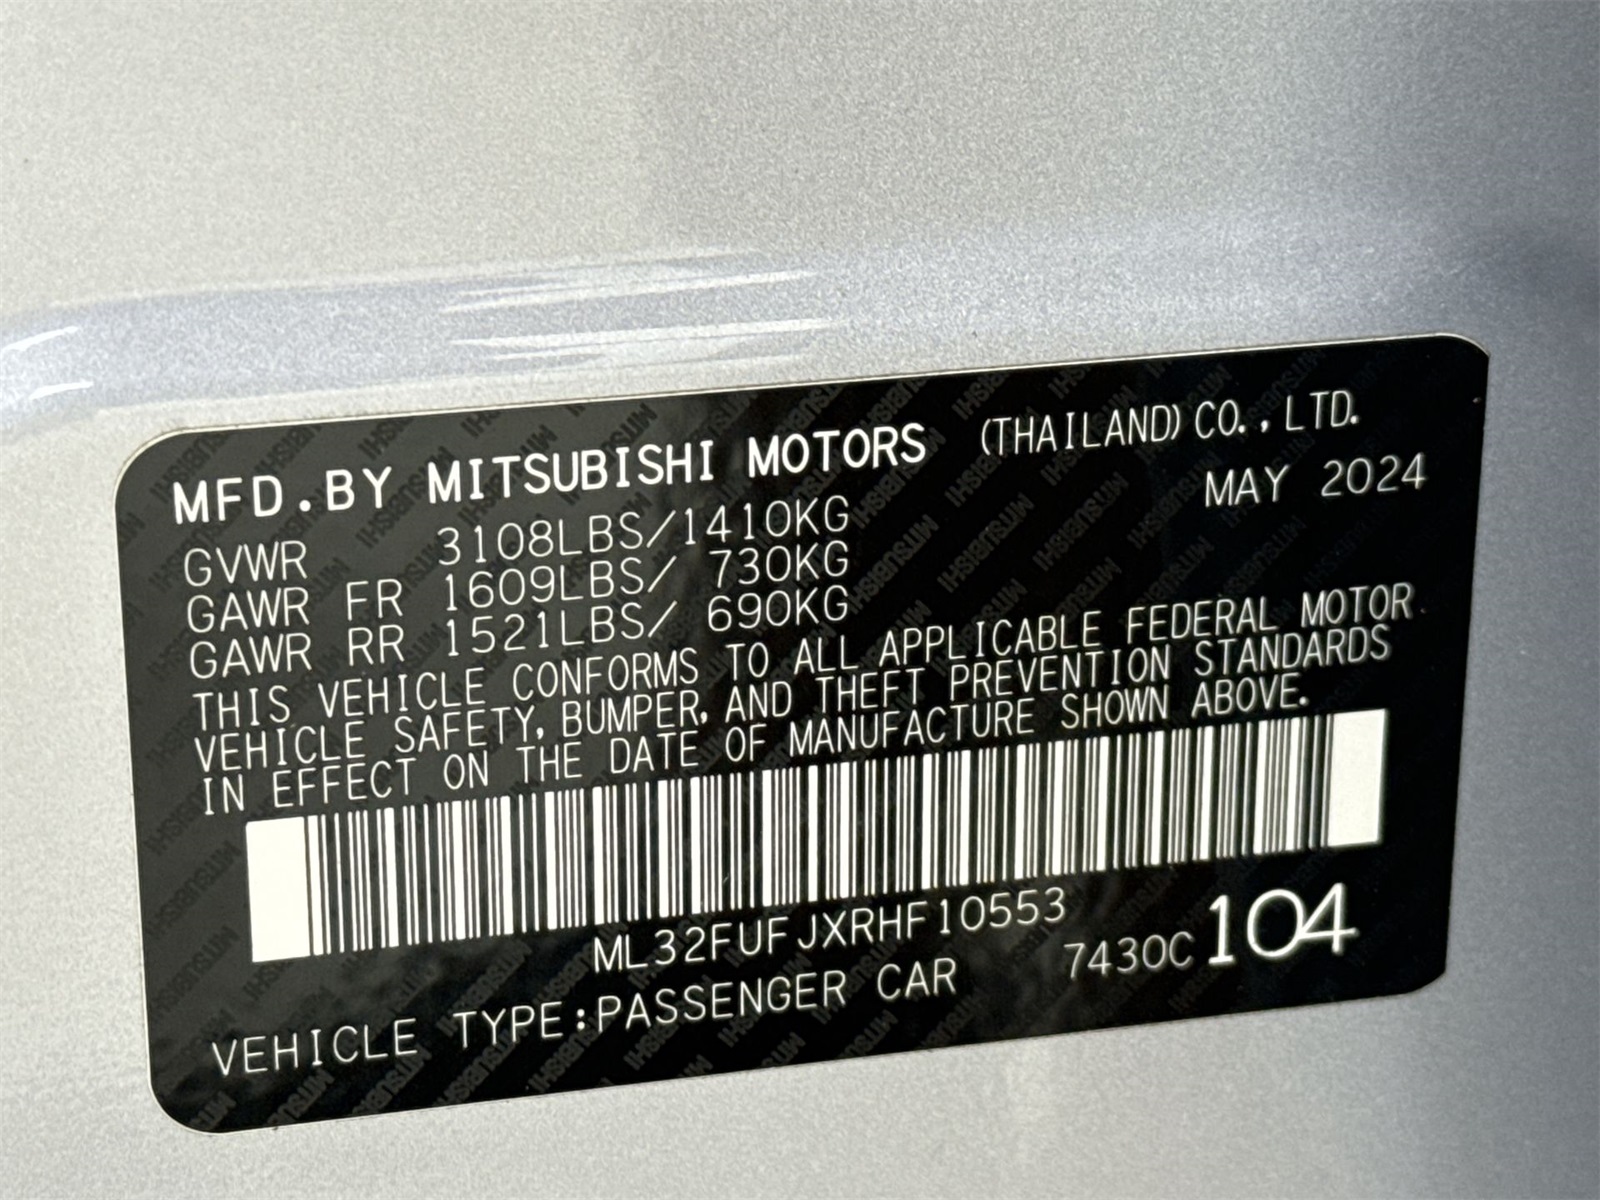 MFD.BY MITSUBISHI MOTORS (THAILAND) CO., LTD.
MAY 2024
GVWR 3108LBS/1410KG
GAWR FR 1609LBS/ 730KG
GAWR RR 1521LBS/ 690KG
THIS VEHICLE CONFORMS TO ALL APPLICABLE FEDERAL MOTOR
VEHICLE SAFETY, BUMPER, AND THEFT PREVENTION STANDARDS
IN EFFECT ON THE DATE OF MANUFACTURE SHOWN ABOVE.
ML32FUFJXRHF10553
7430C 104
VEHICLE TYPE:PASSENGER CAR